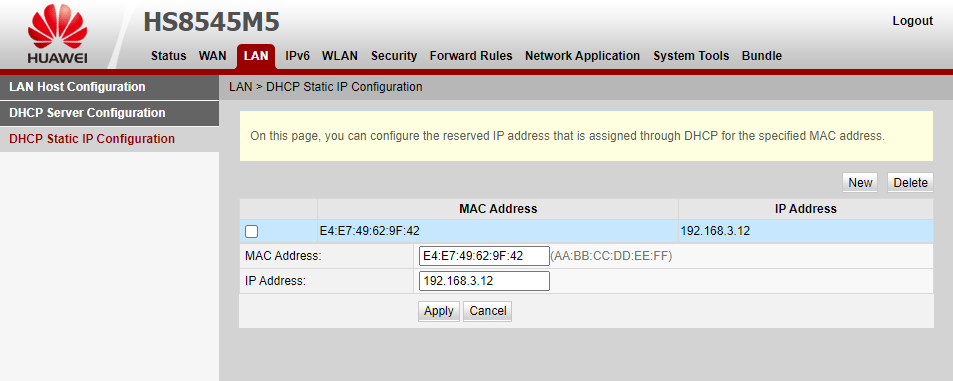 HS8545M5
Logout
HUAWEI
Status WAN LAN IPv6 WLAN Security Forward Rules Network Application System Tools Bundle
LAN Host Configuration
LAN > DHCP Static IP Configuration
DHCP Server Configuration
DHCP Static IP Configuration
On this page, you can configure the reserved IP address that is assigned through DHCP for the specified MAC address.
New Delete
MAC Address IP Address
E4:E7:49:62:9F:42 192.168.3.12
MAC Address: E4:E7:49:62:9F:42 (AA:BB:CC:DD:EE:FF)
IP Address: 192.168.3.12
Apply Cancel